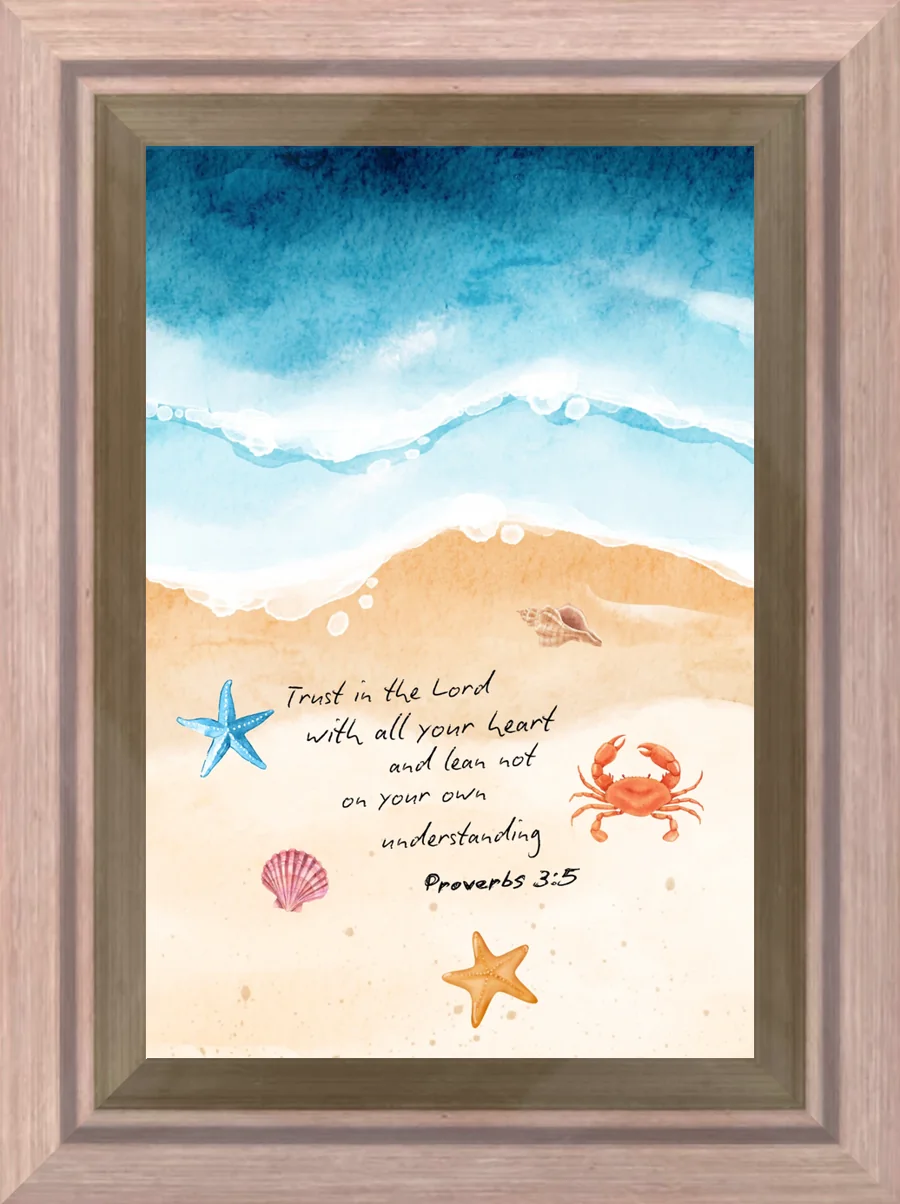 Trust in the Lord
with all your heart
and lean not
on your own
understanding
Proverbs 3:5